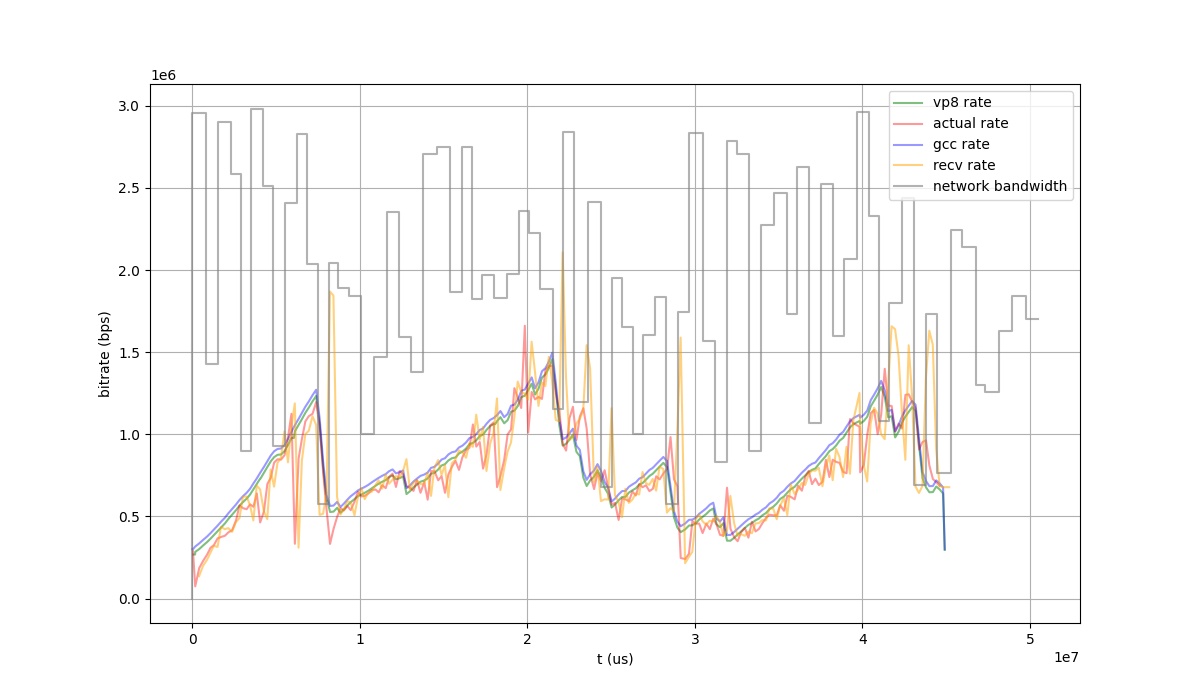 1e6
3.0
2.5
2.0
1.5
1.0
0.5
0.0
bitrate (bps)
vp8 rate
actual rate
gcc rate
recv rate
network bandwidth
0 1 2 3 4 5
t (us)
1e7